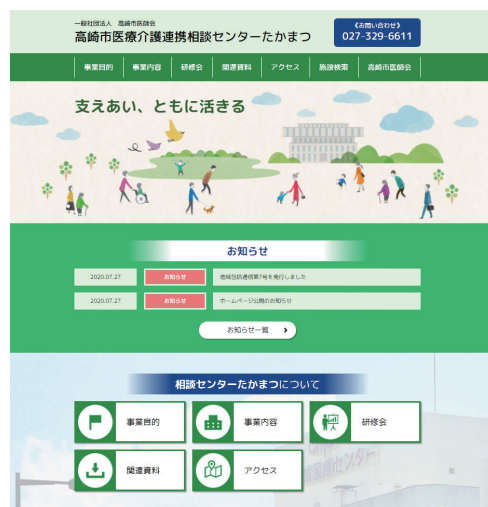 一般社団法人 高崎市医師会
高崎市医療介護連携相談センターたかまつ
《お問い合わせ》
027-329-6611
事業目的 事業内容 研修会 関連資料 アクセス 施設検索 高崎市医師会
支えあい、ともに活きる
お知らせ
2020.07.27 お知らせ 地域包括通信第7号を発行しました
2020.07.27 お知らせ ホームページ公開のお知らせ
お知らせ一覧
相談センターたかまつについて
事業目的 事業内容 研修会
関連資料 アクセス